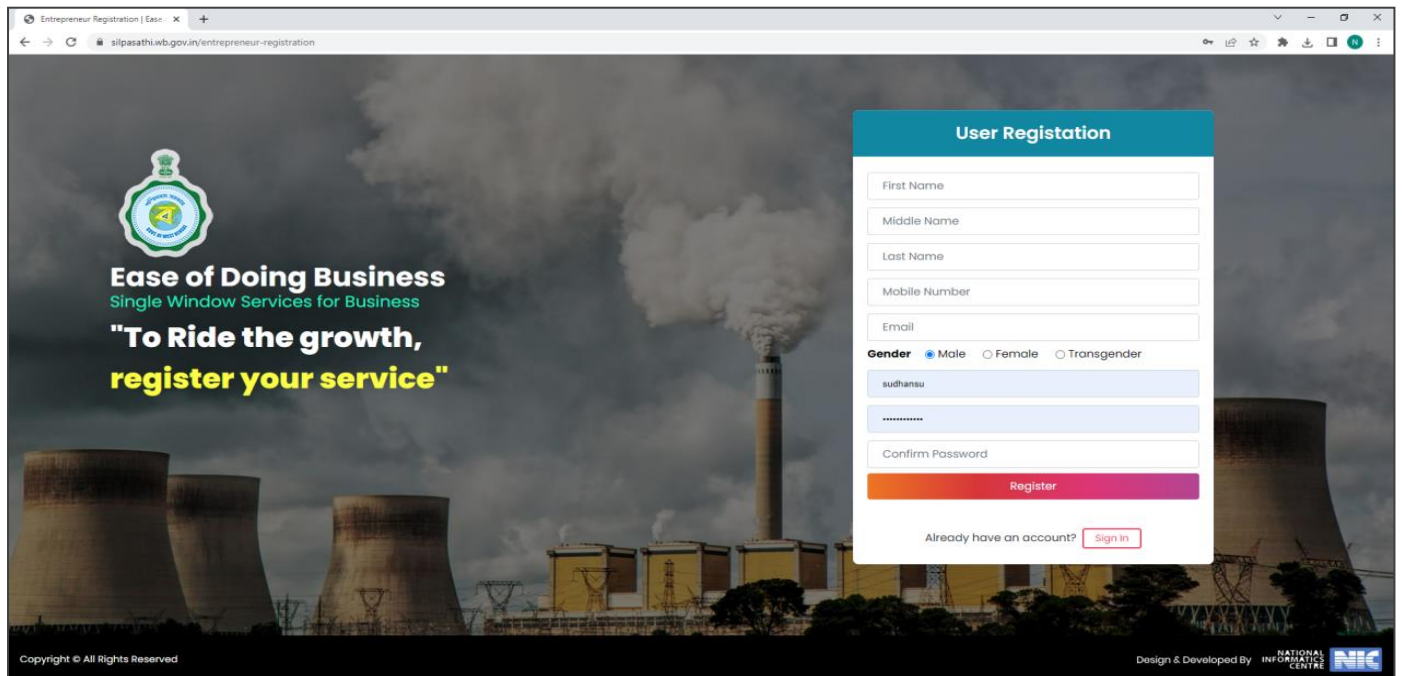 Entrepreneur Registration | Ease
silpasathi.wb.gov.in/entrepreneur-registration
N
Ease of Doing Business
Single Window Services for Business
"To Ride the growth,
register your service"
User Registation
First Name
Middle Name
Last Name
Mobile Number
Email
Gender Male Female Transgender
sudhansu
••••••••••••
Confirm Password
Register
Already have an account? Sign In
Copyright © All Rights Reserved
Design & Developed By NATIONAL INFORMATICS CENTRE NIC